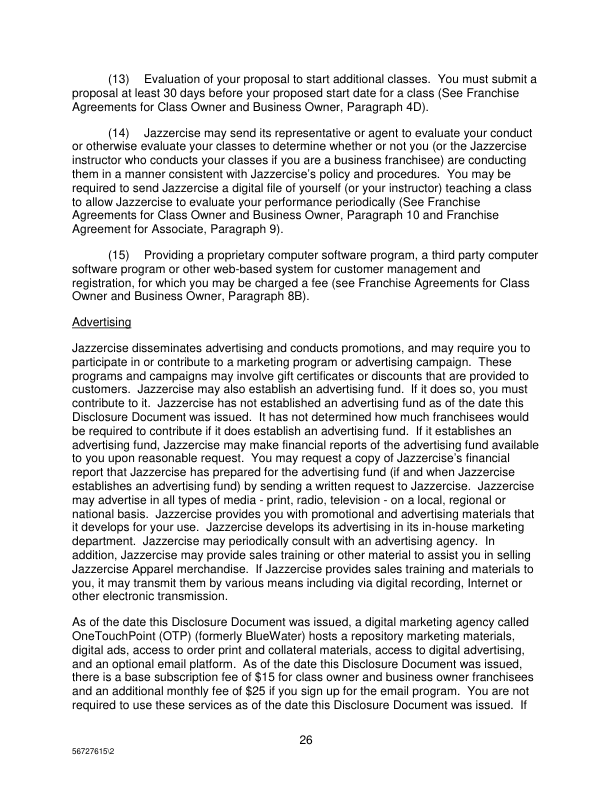 (13) Evaluation of your proposal to start additional classes. You must submit a
proposal at least 30 days before your proposed start date for a class (See Franchise
Agreements for Class Owner and Business Owner, Paragraph 4D).
(14) Jazzercise may send its representative or agent to evaluate your conduct
or otherwise evaluate your classes to determine whether or not you (or the Jazzercise
instructor who conducts your classes if you are a business franchisee) are conducting
them in a manner consistent with Jazzercise's policy and procedures. You may be
required to send Jazzercise a digital file of yourself (or your instructor) teaching a class
to allow Jazzercise to evaluate your performance periodically (See Franchise
Agreements for Class Owner and Business Owner, Paragraph 10 and Franchise
Agreement for Associate, Paragraph 9).
(15) Providing a proprietary computer software program, a third party computer
software program or other web-based system for customer management and
registration, for which you may be charged a fee (see Franchise Agreements for Class
Owner and Business Owner, Paragraph 8B).
Advertising
Jazzercise disseminates advertising and conducts promotions, and may require you to
participate in or contribute to a marketing program or advertising campaign. These
programs and campaigns may involve gift certificates or discounts that are provided to
customers. Jazzercise may also establish an advertising fund. If it does so, you must
contribute to it. Jazzercise has not established an advertising fund as of the date this
Disclosure Document was issued. It has not determined how much franchisees would
be required to contribute if it does establish an advertising fund. If it establishes an
advertising fund, Jazzercise may make financial reports of the advertising fund available
to you upon reasonable request. You may request a copy of Jazzercise's financial
report that Jazzercise has prepared for the advertising fund (if and when Jazzercise
establishes an advertising fund) by sending a written request to Jazzercise. Jazzercise
may advertise in all types of media - print, radio, television - on a local, regional or
national basis. Jazzercise provides you with promotional and advertising materials that
it develops for your use. Jazzercise develops its advertising in its in-house marketing
department. Jazzercise may periodically consult with an advertising agency. In
addition, Jazzercise may provide sales training or other material to assist you in selling
Jazzercise Apparel merchandise. If Jazzercise provides sales training and materials to
you, it may transmit them by various means including via digital recording, Internet or
other electronic transmission.
As of the date this Disclosure Document was issued, a digital marketing agency called
OneTouchPoint (OTP) (formerly BlueWater) hosts a repository marketing materials,
digital ads, access to order print and collateral materials, access to digital advertising,
and an optional email platform. As of the date this Disclosure Document was issued,
there is a base subscription fee of $15 for class owner and business owner franchisees
and an additional monthly fee of $25 if you sign up for the email program. You are not
required to use these services as of the date this Disclosure Document was issued. If
26
56727615\2